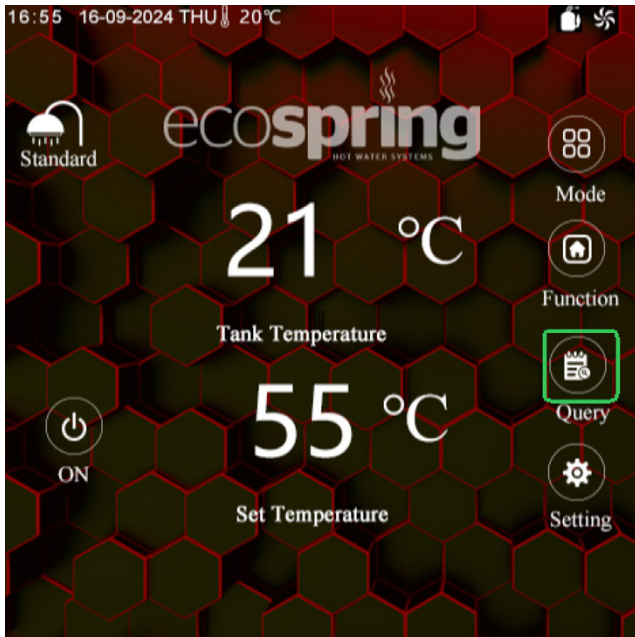 16:55 16-09-2024 THU 20℃
ecospring
HOT WATER SYSTEMS
Standard
Mode
21 ℃
Function
Tank Temperature
55 ℃
Query
ON
Set Temperature
Setting